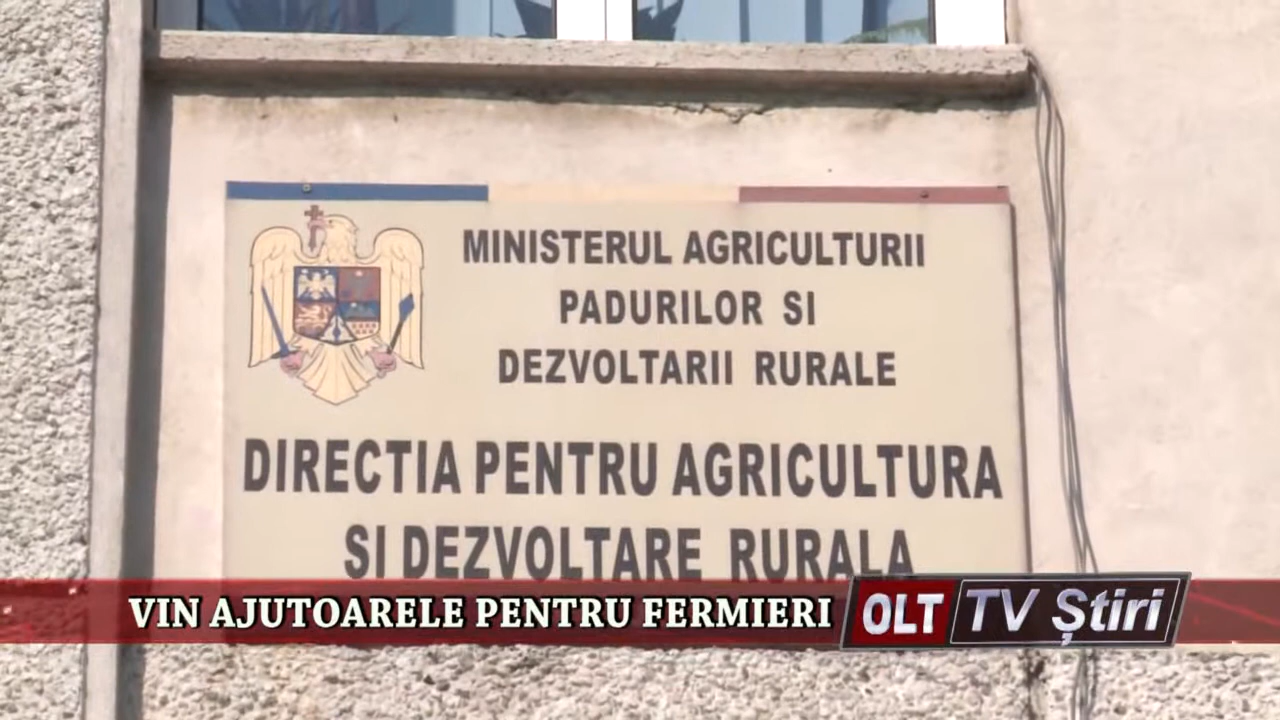 MINISTERUL AGRICULTURII
PADURILOR SI
DEZVOLTARII RURALE
DIRECTIA PENTRU AGRICULTURA
SI DEZVOLTARE RURALA
VIN AJUTOARELE PENTRU FERMIERI
OLT TV Știri